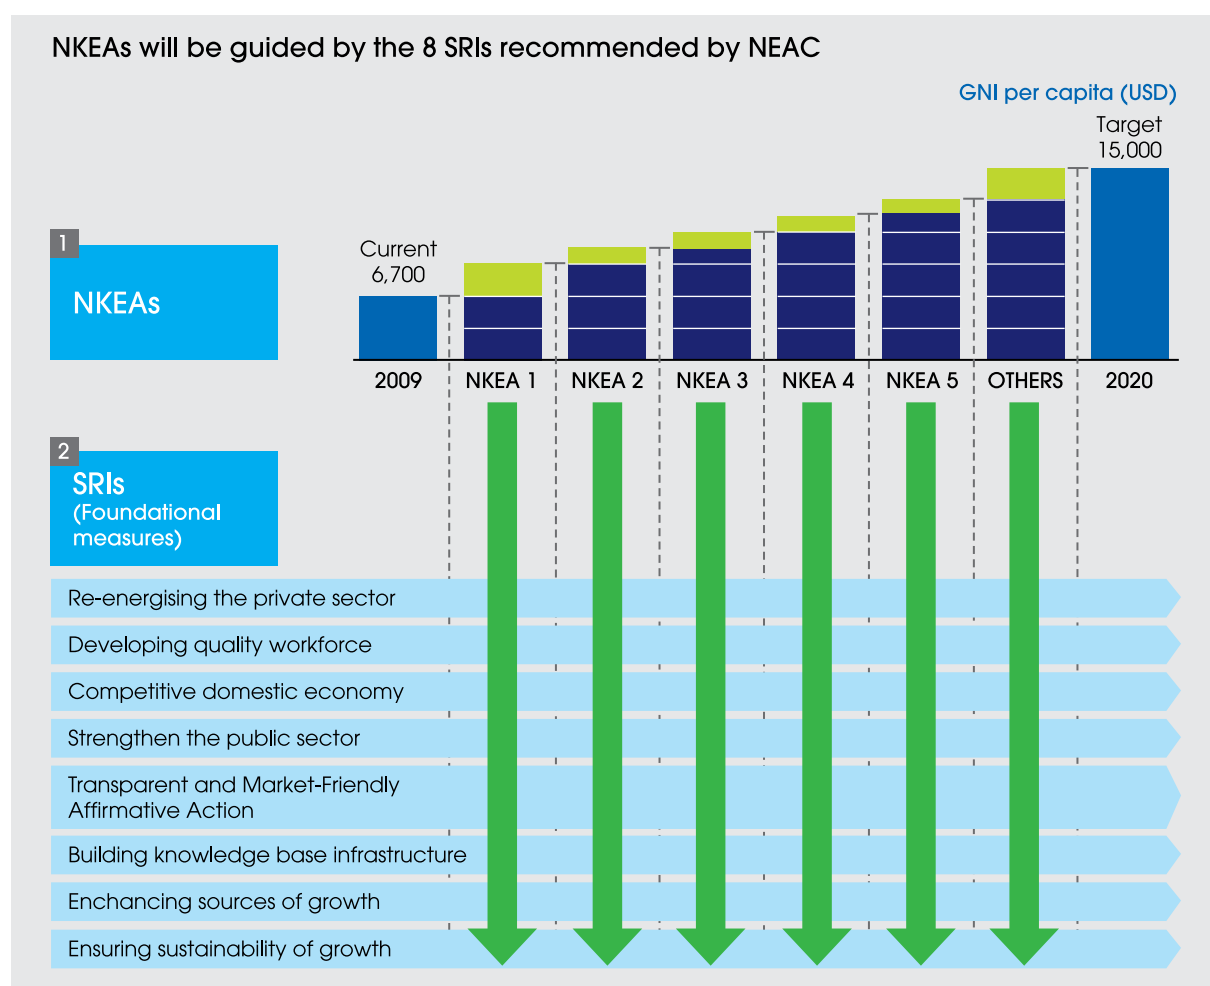 NKEAs will be guided by the 8 SRIs recommended by NEAC
GNI per capita (USD)
Target
15,000
1
NKEAs
Current
6,700
2009
NKEA 1
NKEA 2
NKEA 3
NKEA 4
NKEA 5
OTHERS
2020
2
SRIs
(Foundational
measures)
Re-energising the private sector
Developing quality workforce
Competitive domestic economy
Strengthen the public sector
Transparent and Market-Friendly
Affirmative Action
Building knowledge base infrastructure
Enchancing sources of growth
Ensuring sustainability of growth